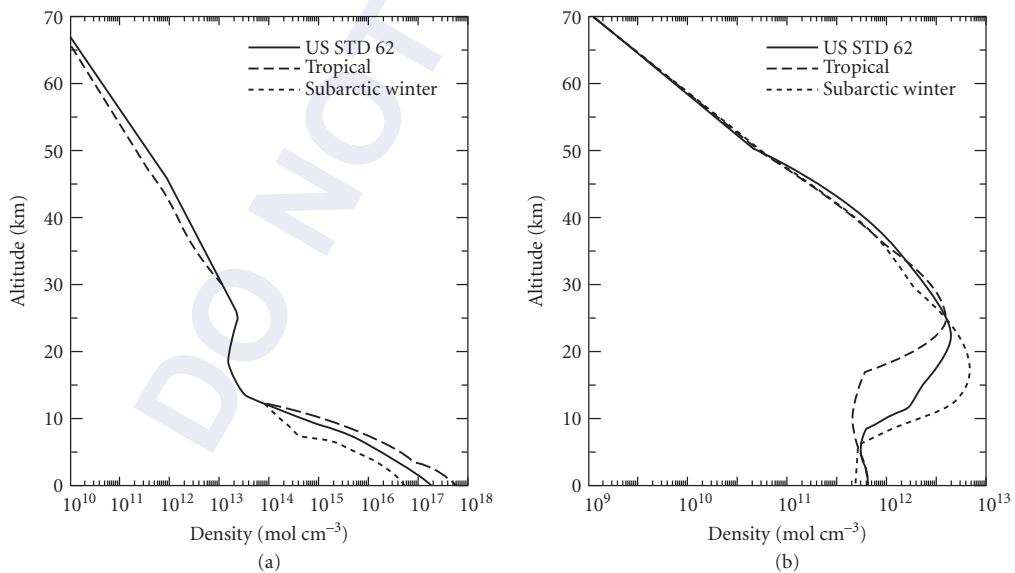 70
60
50
40
30
20
10
0
Altitude (km)
US STD 62
Tropical
Subarctic winter
10¹⁰ 10¹¹ 10¹² 10¹³ 10¹⁴ 10¹⁵ 10¹⁶ 10¹⁷ 10¹⁸
Density (mol cm⁻³)
(a)
70
60
50
40
30
20
10
0
Altitude (km)
US STD 62
Tropical
Subarctic winter
10⁹ 10¹⁰ 10¹¹ 10¹² 10¹³
Density (mol cm⁻³)
(b)
DO NOT